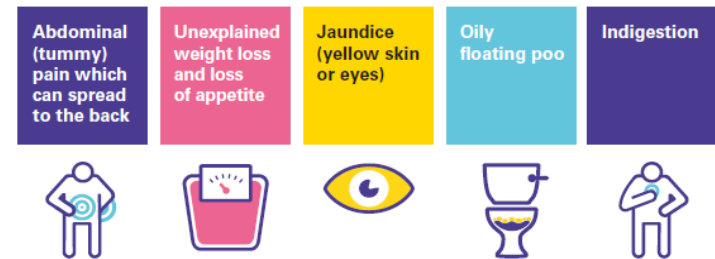 Abdominal
(tummy)
pain which
can spread
to the back
Unexplained
weight loss
and loss
of appetite
Jaundice
(yellow skin
or eyes)
Oily
floating poo
Indigestion